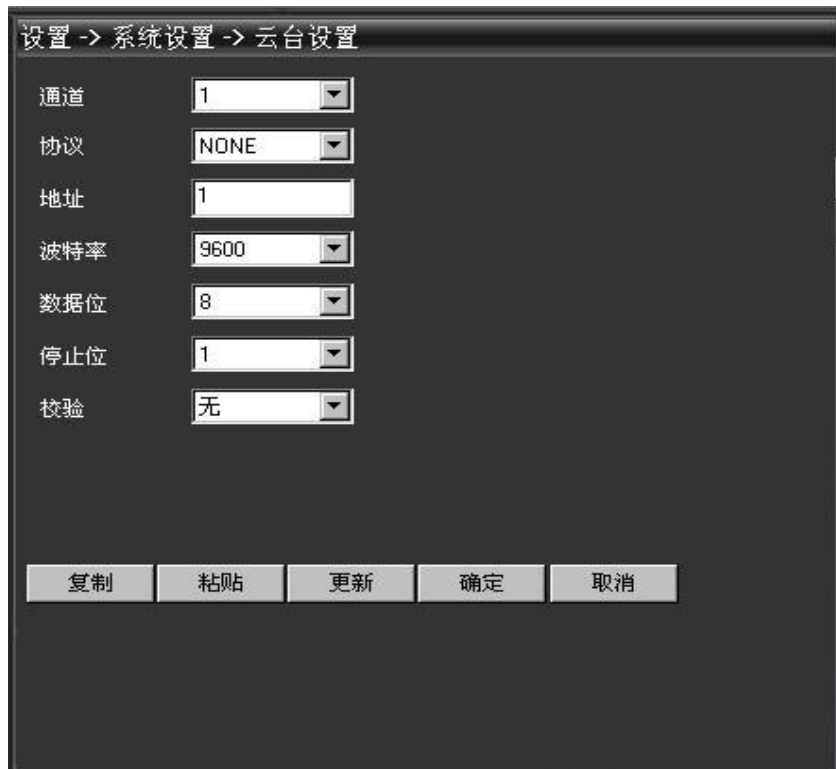 设置 -> 系统设置 -> 云台设置
通道 1
协议 NONE
地址 1
波特率 9600
数据位 8
停止位 1
校验 无
复制 粘贴 更新 确定 取消